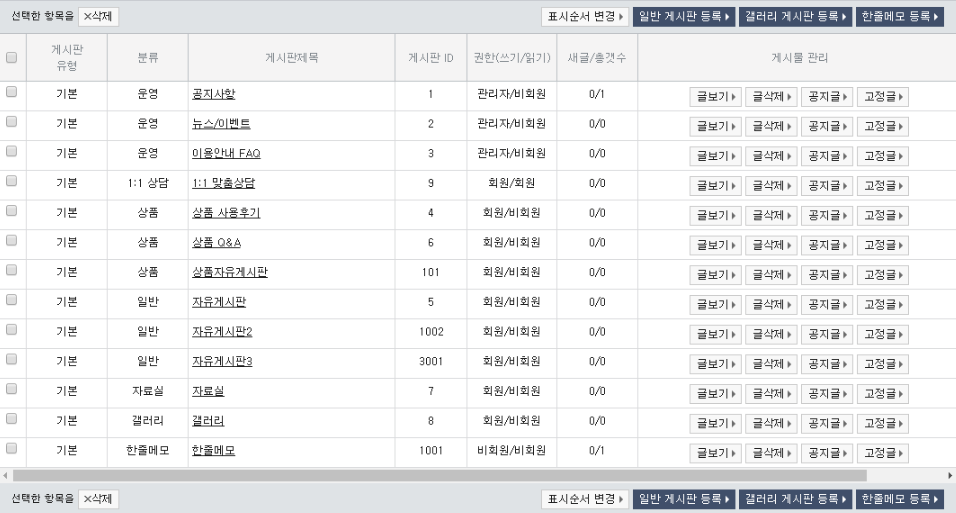 선택한 항목을 ×삭제 표시순서 변경 일반 게시판 등록 갤러리 게시판 등록 한줄메모 등록
게시판 유형 분류 게시판제목 게시판 ID 권한(쓰기/읽기) 새글/총갯수 게시물 관리
기본 운영 공지사항 1 관리자/비회원 0/1 글보기 글삭제 공지글 고정글
기본 운영 뉴스/이벤트 2 관리자/비회원 0/0 글보기 글삭제 공지글 고정글
기본 운영 이용안내 FAQ 3 관리자/비회원 0/0 글보기 글삭제 공지글 고정글
기본 1:1 상담 1:1 맞춤상담 9 회원/회원 0/0 글보기 글삭제 공지글 고정글
기본 상품 상품 사용후기 4 회원/비회원 0/0 글보기 글삭제 공지글 고정글
기본 상품 상품 Q&A 6 회원/비회원 0/0 글보기 글삭제 공지글 고정글
기본 상품 상품자유게시판 101 회원/비회원 0/0 글보기 글삭제 공지글 고정글
기본 일반 자유게시판 5 회원/비회원 0/0 글보기 글삭제 공지글 고정글
기본 일반 자유게시판2 1002 회원/비회원 0/0 글보기 글삭제 공지글 고정글
기본 일반 자유게시판3 3001 회원/비회원 0/0 글보기 글삭제 공지글 고정글
기본 자료실 자료실 7 회원/비회원 0/0 글보기 글삭제 공지글 고정글
기본 갤러리 갤러리 8 회원/비회원 0/0 글보기 글삭제 공지글 고정글
기본 한줄메모 한줄메모 1001 비회원/비회원 0/1 글보기 글삭제 공지글 고정글
선택한 항목을 ×삭제 표시순서 변경 일반 게시판 등록 갤러리 게시판 등록 한줄메모 등록